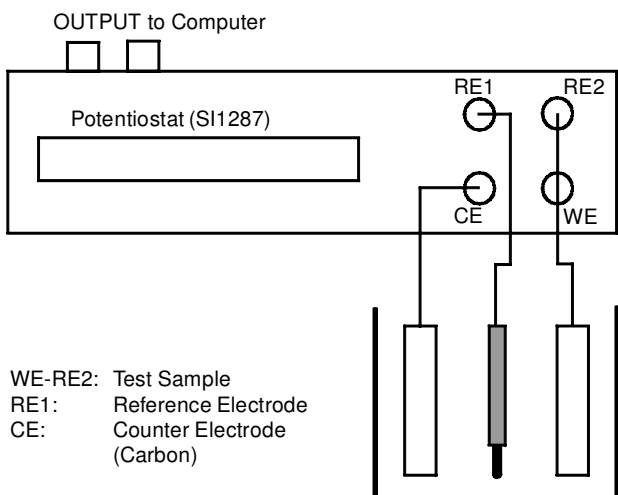 OUTPUT to Computer
RE1 RE2
Potentiostat (SI1287)
CE WE
WE-RE2: Test Sample
RE1: Reference Electrode
CE: Counter Electrode
(Carbon)